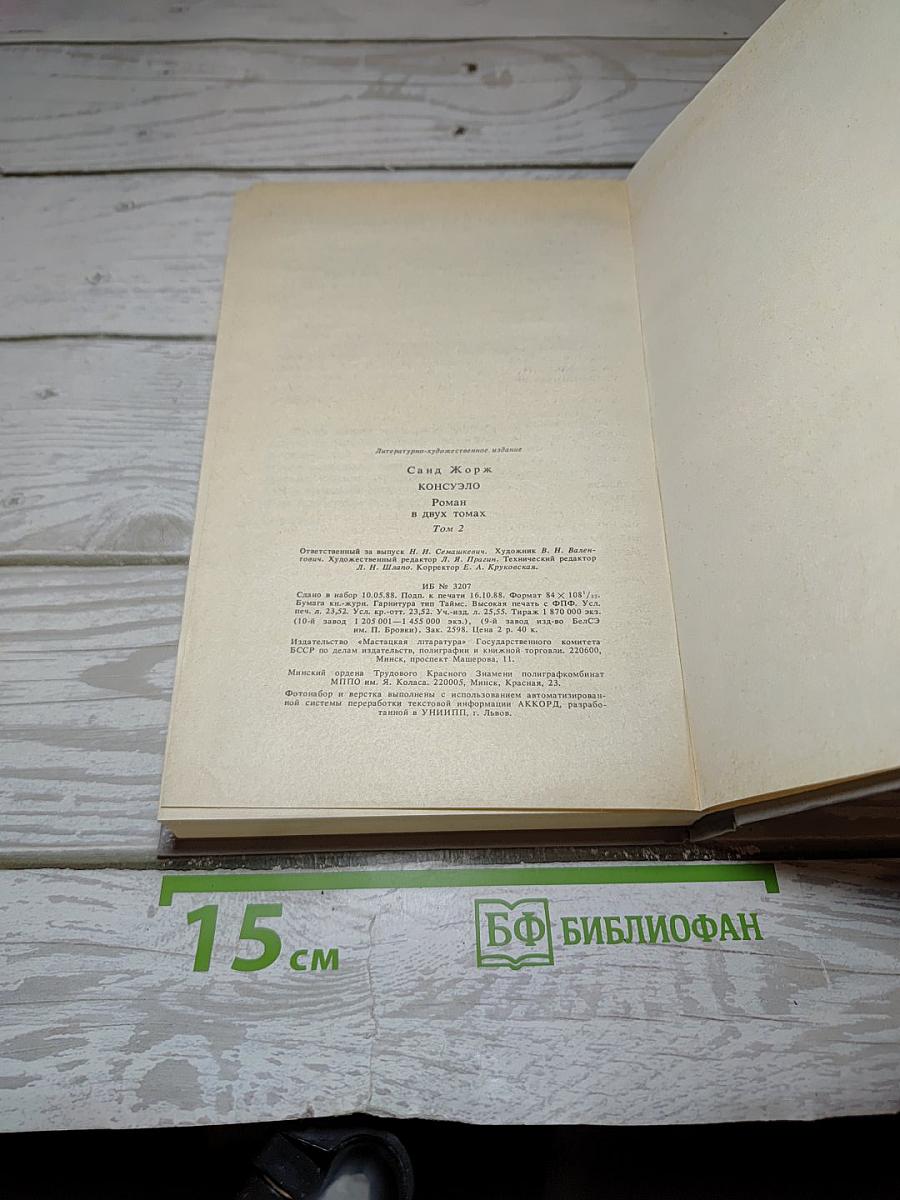 Литературно-художественное издание
Санд Жорж
КОНСУЭЛО
Роман
в двух томах
Том 2
Ответственный за выпуск Н. И. Семашкевич. Художник В. Н. Вален-
тович. Художественный редактор Л. Я. Прагин. Технический редактор
Л. Н. Шлапо. Корректор Е. А. Круковская.
ИБ № 3207
Сдано в набор 10.05.88. Подп. к печати 16.10.88. Формат 84 × 108¹/₃₂.
Бумага кн.-журн. Гарнитура тип Таймс. Высокая печать с ФПФ. Усл.
печ. л. 23,52. Усл. кр.-отт. 23,52. Уч.-изд. л. 25,55. Тираж 1 870 000 экз.
(10-й завод 1 205 001—1 455 000 экз.), (9-й завод изд-во БелСЭ
им. П. Бровки). Зак. 2598. Цена 2 р. 40 к.
Издательство «Мастацкая літаратура» Государственного комитета
БССР по делам издательств, полиграфии и книжной торговли. 220600,
Минск, проспект Машерова, 11.
Минский ордена Трудового Красного Знамени полиграфкомбинат
МППО им. Я. Коласа. 220005, Минск, Красная, 23.
Фотонабор и верстка выполнены с использованием автоматизирован-
ной системы переработки текстовой информации АККОРД, разрабо-
танной в УНИИПП, г. Львов.
15 см
БФ БИБЛИОФАН